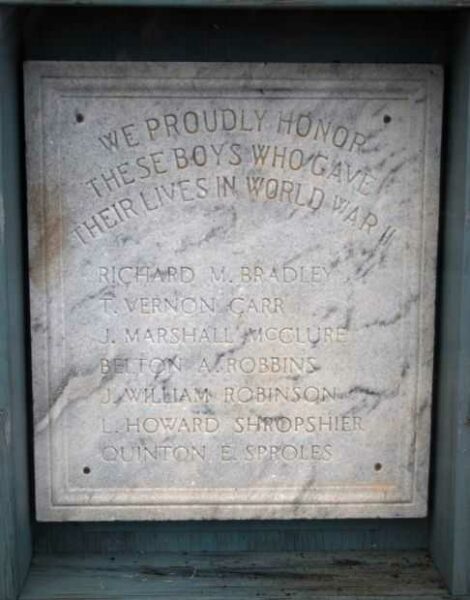 WE PROUDLY HONOR
THESE BOYS WHO GAVE
THEIR LIVES IN WORLD WAR II
RICHARD M. BRADLEY
T. VERNON CARR
J. MARSHALL McCLURE
BELTON A. ROBBINS
J. WILLIAM ROBINSON
L. HOWARD SHROPSHIER
QUINTON E. SPROLES